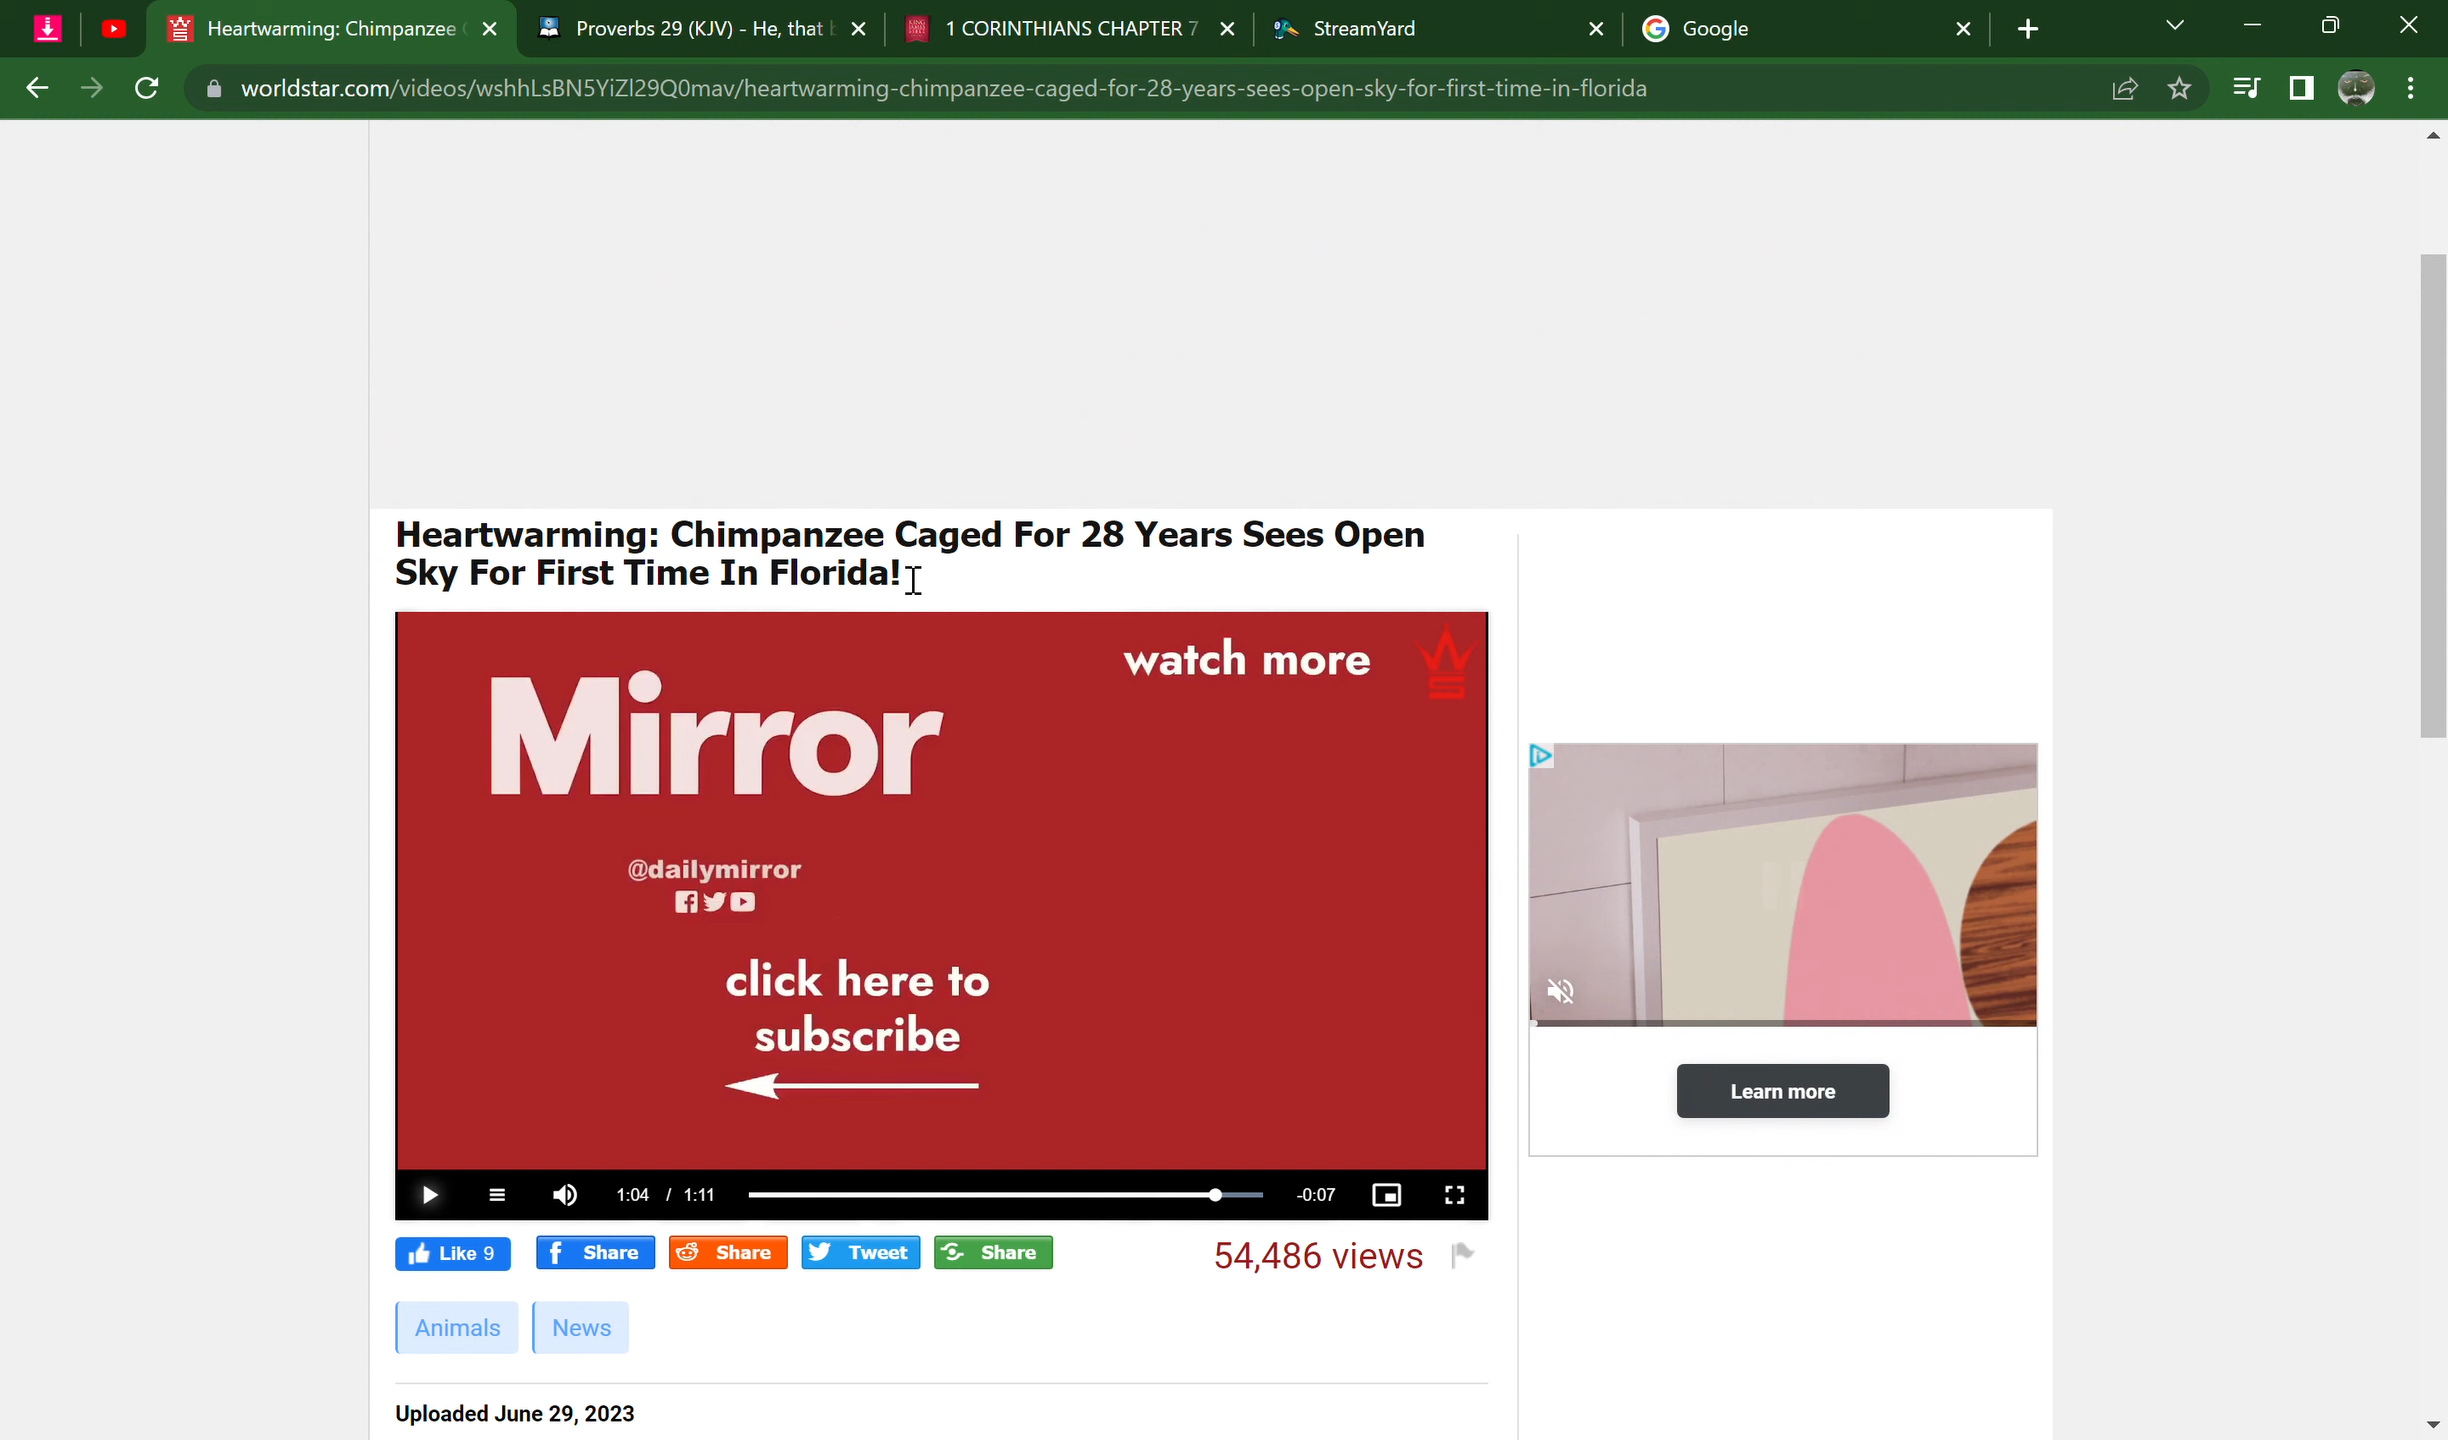 Heartwarming: Chimpanzee C
Proverbs 29 (KJV) - He, that b
1 CORINTHIANS CHAPTER 7
StreamYard
Google
worldstar.com/videos/wshhLsBN5YiZl29Q0mav/heartwarming-chimpanzee-caged-for-28-years-sees-open-sky-for-first-time-in-florida
Heartwarming: Chimpanzee Caged For 28 Years Sees Open
Sky For First Time In Florida!
watch more
Mirror
@dailymirror
click here to
subscribe
1:04 / 1:11
-0:07
Learn more
Like 9
Share
Share
Tweet
Share
54,486 views
Animals
News
Uploaded June 29, 2023